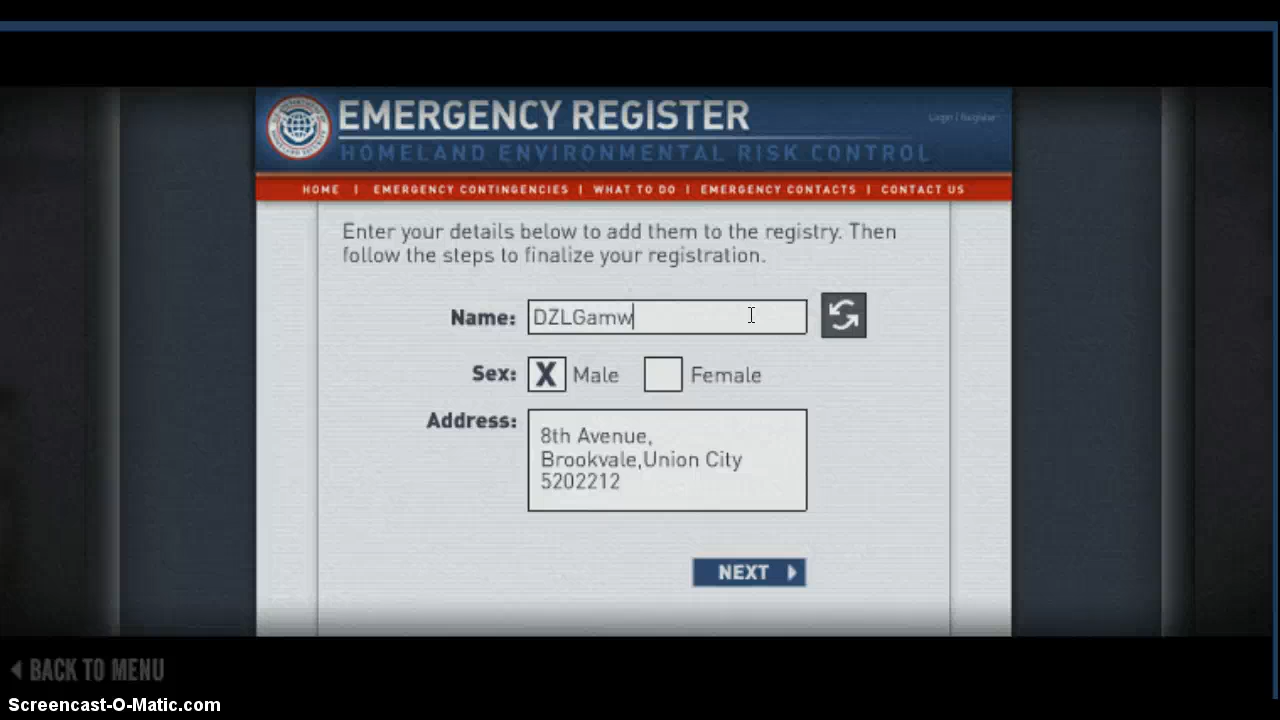 EMERGENCY REGISTER
Login | Register
HOMELAND ENVIRONMENTAL RISK CONTROL
HOME | EMERGENCY CONTINGENCIES | WHAT TO DO | EMERGENCY CONTACTS | CONTACT US
Enter your details below to add them to the registry. Then
follow the steps to finalize your registration.
Name: DZLGamw
Sex: X Male Female
Address: 8th Avenue,
Brookvale,Union City
5202212
NEXT
BACK TO MENU
Screencast-O-Matic.com